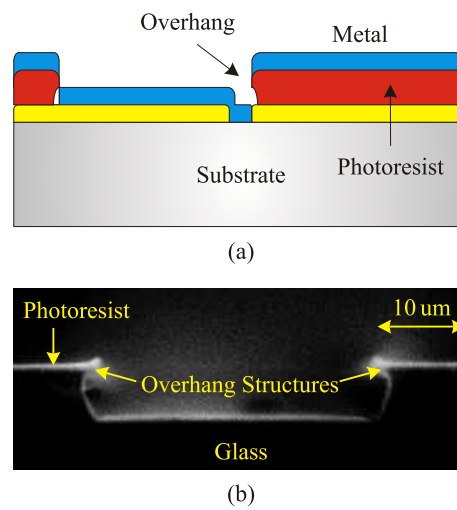 Overhang
Metal
Substrate
Photoresist
(a)
Photoresist
10 um
Overhang Structures
Glass
(b)